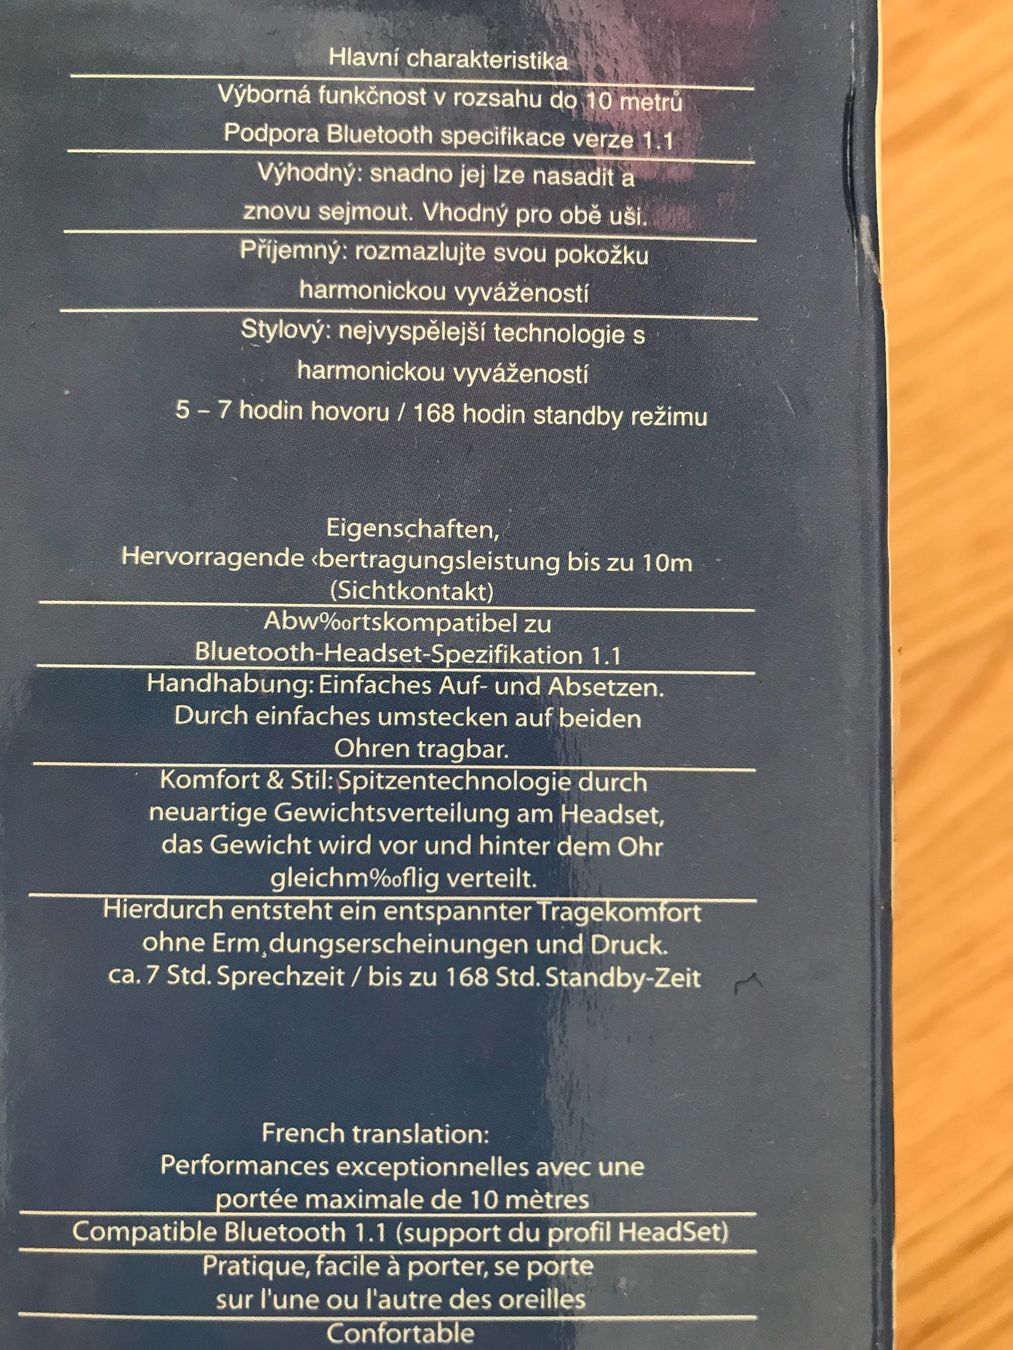 Hlavní charakteristika
Výborná funkčnost v rozsahu do 10 metrů
Podpora Bluetooth specifikace verze 1.1
Výhodný: snadno jej lze nasadit a
znovu sejmout. Vhodný pro obě uši.
Příjemný: rozmazlujte svou pokožku
harmonickou vyvážeností
Stylový: nejvyspělejší technologie s
harmonickou vyvážeností
5 – 7 hodin hovoru / 168 hodin standby režimu
Eigenschaften,
Hervorragende ‹bertragungsleistung bis zu 10m
(Sichtkontakt)
Abw‰rtskompatibel zu
Bluetooth-Headset-Spezifikation 1.1
Handhabung: Einfaches Auf- und Absetzen.
Durch einfaches umstecken auf beiden
Ohren tragbar.
Komfort & Stil: Spitzentechnologie durch
neuartige Gewichtsverteilung am Headset,
das Gewicht wird vor und hinter dem Ohr
gleichm‰flig verteilt.
Hierdurch entsteht ein entspannter Tragekomfort
ohne Erm¸dungserscheinungen und Druck.
ca. 7 Std. Sprechzeit / bis zu 168 Std. Standby-Zeit
French translation:
Performances exceptionnelles avec une
portée maximale de 10 mètres
Compatible Bluetooth 1.1 (support du profil HeadSet)
Pratique, facile à porter, se porte
sur l'une ou l'autre des oreilles
Confortable